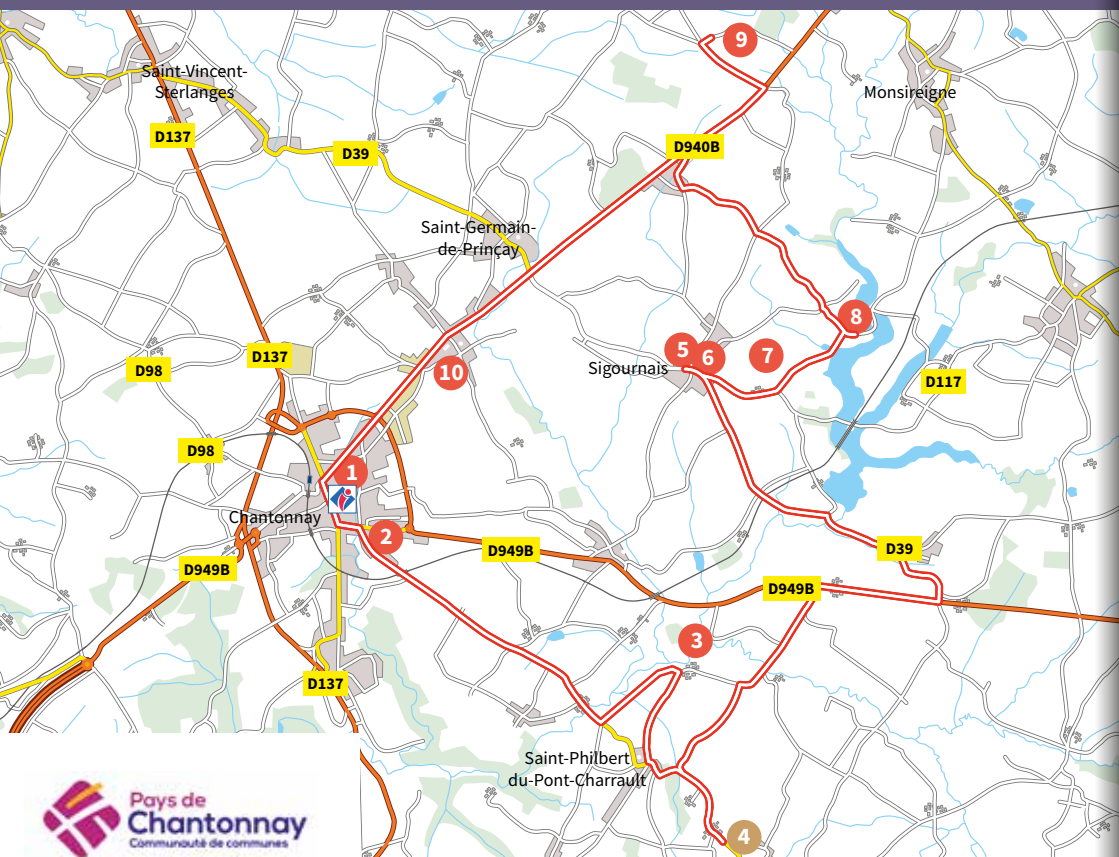 9
Saint-Vincent-
Sterlanges
Monsireigne
D137
D39
D940B
Saint-Germain-
de-Prinçay
8
5
6
7
D137
D98
10
Sigournais
D117
D98
1
Chantonnay
2
D949B
D39
D949B
D949B
3
D137
Saint-Philbert
du-Pont-Charrault
4
Pays de
Chantonnay
Communauté de communes